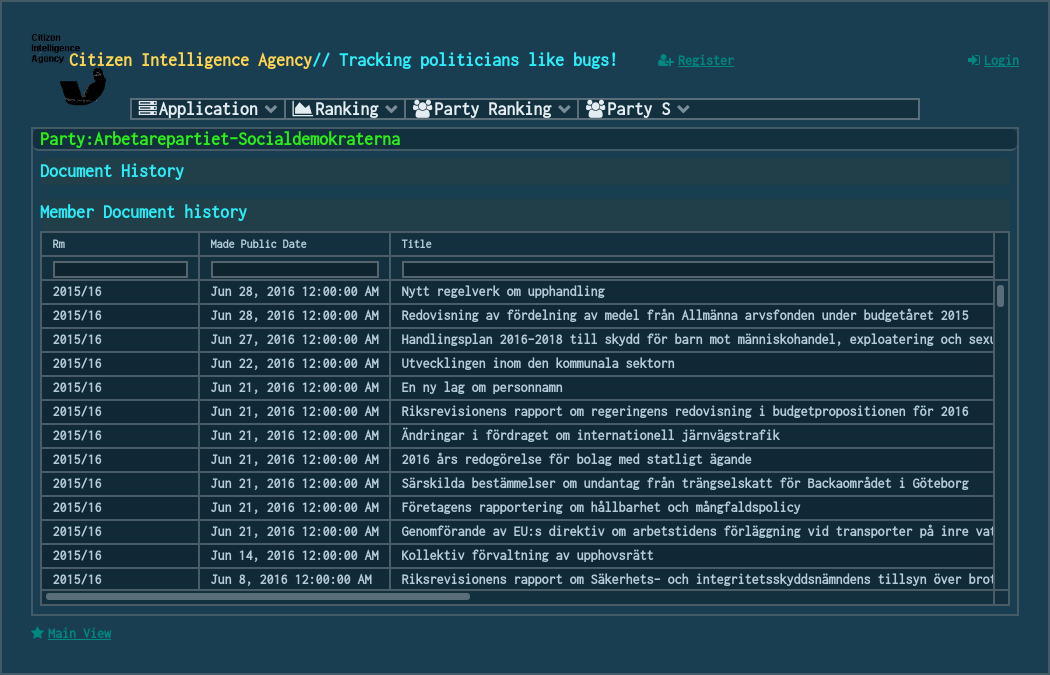 Citizen
Intelligence
Agency
Citizen Intelligence Agency// Tracking politicians like bugs!
Register
Login
Application
Ranking
Party Ranking
Party S
Party:Arbetarepartiet-Socialdemokraterna
Document History
Member Document history
Rm Made Public Date Title
2015/16 Jun 28, 2016 12:00:00 AM Nytt regelverk om upphandling
2015/16 Jun 28, 2016 12:00:00 AM Redovisning av fördelning av medel från Allmänna arvsfonden under budgetåret 2015
2015/16 Jun 27, 2016 12:00:00 AM Handlingsplan 2016-2018 till skydd för barn mot människohandel, exploatering och sexu
2015/16 Jun 22, 2016 12:00:00 AM Utvecklingen inom den kommunala sektorn
2015/16 Jun 21, 2016 12:00:00 AM En ny lag om personnamn
2015/16 Jun 21, 2016 12:00:00 AM Riksrevisionens rapport om regeringens redovisning i budgetpropositionen för 2016
2015/16 Jun 21, 2016 12:00:00 AM Ändringar i fördraget om internationell järnvägstrafik
2015/16 Jun 21, 2016 12:00:00 AM 2016 års redogörelse för bolag med statligt ägande
2015/16 Jun 21, 2016 12:00:00 AM Särskilda bestämmelser om undantag från trängselskatt för Backaområdet i Göteborg
2015/16 Jun 21, 2016 12:00:00 AM Företagens rapportering om hållbarhet och mångfaldspolicy
2015/16 Jun 21, 2016 12:00:00 AM Genomförande av EU:s direktiv om arbetstidens förläggning vid transporter på inre vat
2015/16 Jun 14, 2016 12:00:00 AM Kollektiv förvaltning av upphovsrätt
2015/16 Jun 8, 2016 12:00:00 AM Riksrevisionens rapport om Säkerhets- och integritetsskyddsnämndens tillsyn över brot
Main View